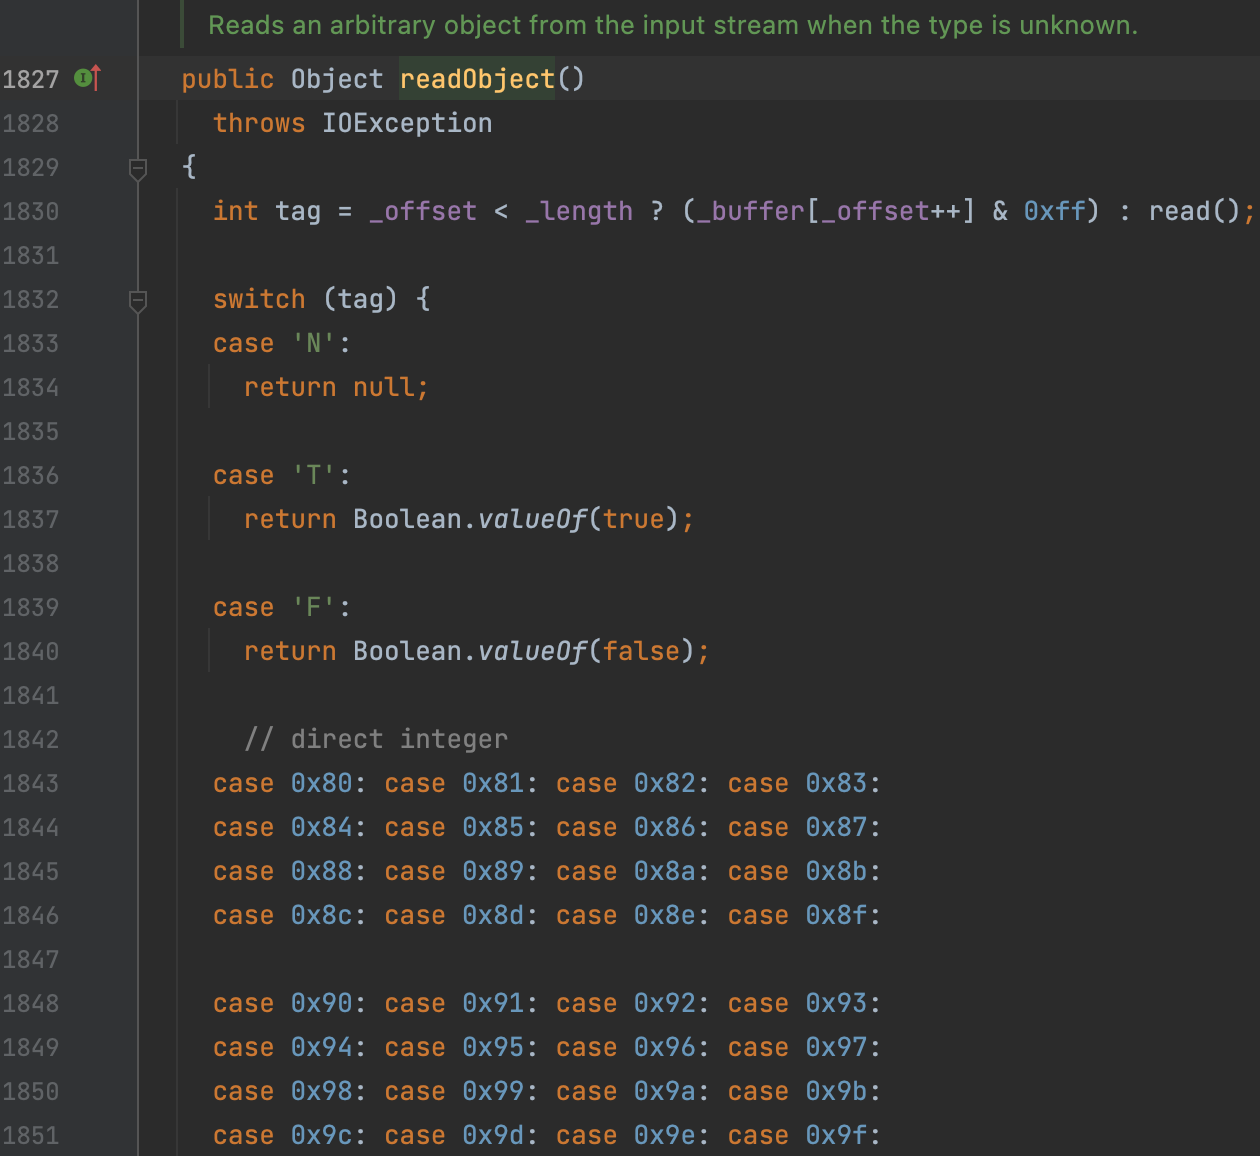 Reads an arbitrary object from the input stream when the type is unknown.
1827 I public Object readObject()
1828 throws IOException
1829 {
1830 int tag = _offset < _length ? (_buffer[_offset++] & 0xff) : read();
1831
1832 switch (tag) {
1833 case 'N':
1834 return null;
1835
1836 case 'T':
1837 return Boolean.valueOf(true);
1838
1839 case 'F':
1840 return Boolean.valueOf(false);
1841
1842 // direct integer
1843 case 0x80: case 0x81: case 0x82: case 0x83:
1844 case 0x84: case 0x85: case 0x86: case 0x87:
1845 case 0x88: case 0x89: case 0x8a: case 0x8b:
1846 case 0x8c: case 0x8d: case 0x8e: case 0x8f:
1847
1848 case 0x90: case 0x91: case 0x92: case 0x93:
1849 case 0x94: case 0x95: case 0x96: case 0x97:
1850 case 0x98: case 0x99: case 0x9a: case 0x9b:
1851 case 0x9c: case 0x9d: case 0x9e: case 0x9f: